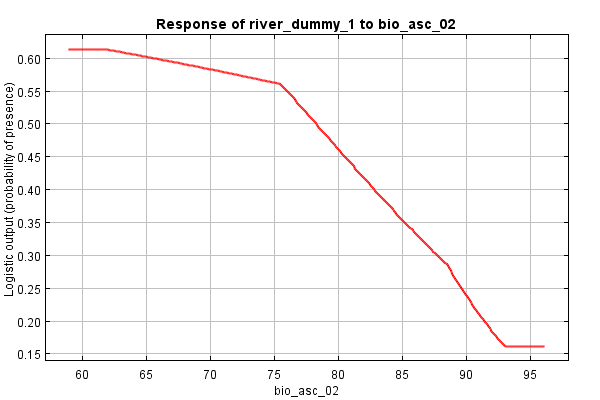 Response of river_dummy_1 to bio_asc_02
Logistic output (probability of presence)
0.60
0.55
0.50
0.45
0.40
0.35
0.30
0.25
0.20
0.15
60 65 70 75 80 85 90 95
bio_asc_02